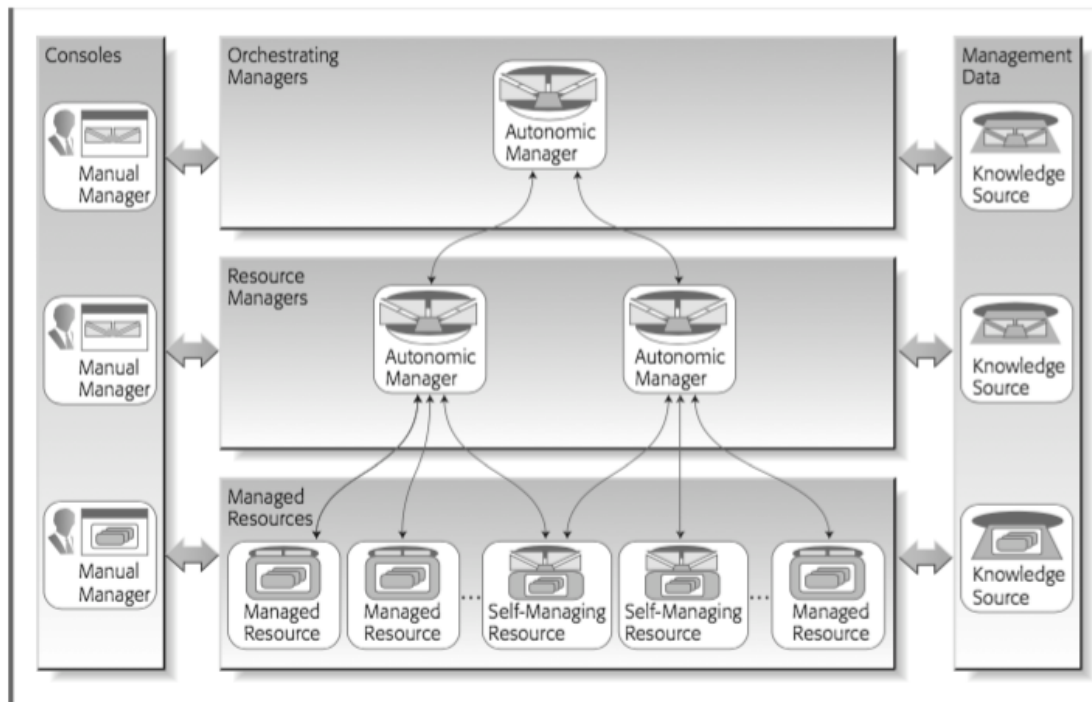 Consoles
Manual
Manager
Manual
Manager
Manual
Manager
Orchestrating
Managers
Autonomic
Manager
Resource
Managers
Autonomic
Manager
Autonomic
Manager
Managed
Resources
Managed
Resource
Managed
Resource
...
Self-Managing
Resource
Self-Managing
Resource
...
Managed
Resource
Management
Data
Knowledge
Source
Knowledge
Source
Knowledge
Source